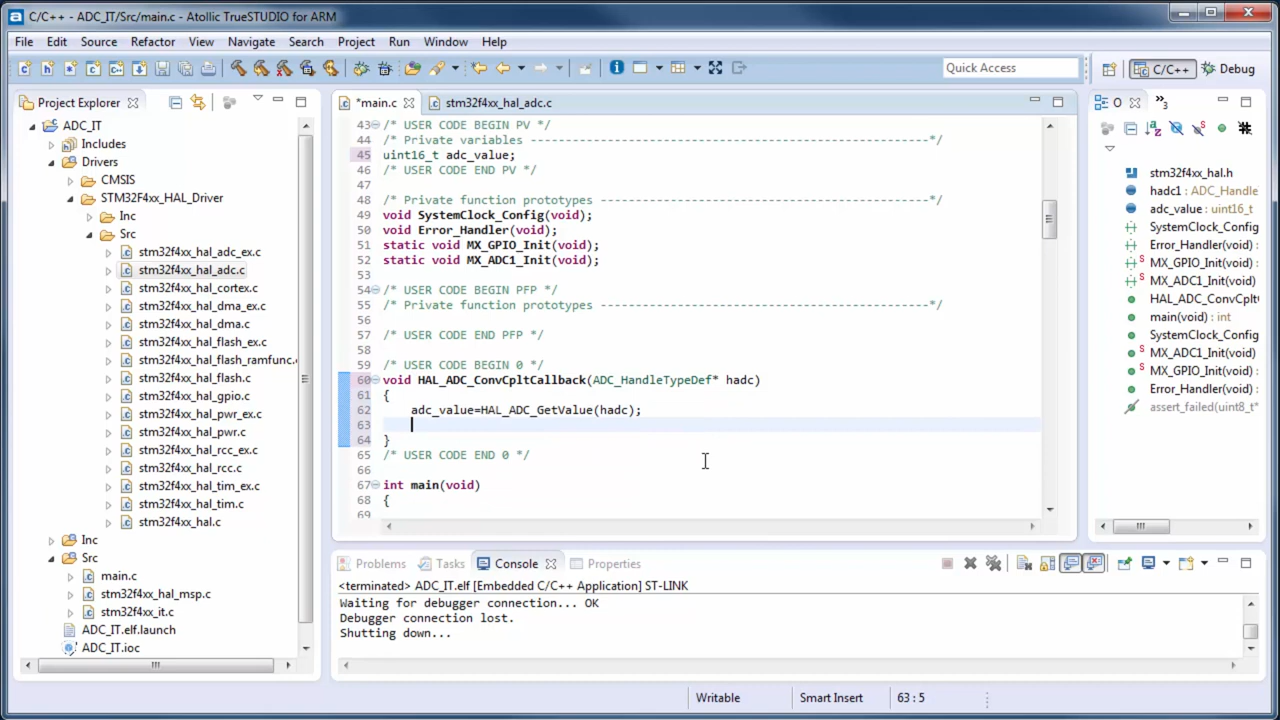 C/C++ - ADC_IT/Src/main.c - Atollic TrueSTUDIO for ARM
File Edit Source Refactor View Navigate Search Project Run Window Help
Quick Access
C/C++
Debug
Project Explorer
ADC_IT
Includes
Drivers
CMSIS
STM32F4xx_HAL_Driver
Inc
Src
stm32f4xx_hal_adc_ex.c
stm32f4xx_hal_adc.c
stm32f4xx_hal_cortex.c
stm32f4xx_hal_dma_ex.c
stm32f4xx_hal_dma.c
stm32f4xx_hal_flash_ex.c
stm32f4xx_hal_flash_ramfunc.
stm32f4xx_hal_flash.c
stm32f4xx_hal_gpio.c
stm32f4xx_hal_pwr_ex.c
stm32f4xx_hal_pwr.c
stm32f4xx_hal_rcc_ex.c
stm32f4xx_hal_rcc.c
stm32f4xx_hal_tim_ex.c
stm32f4xx_hal_tim.c
stm32f4xx_hal.c
Inc
Src
main.c
stm32f4xx_hal_msp.c
stm32f4xx_it.c
ADC_IT.elf.launch
ADC_IT.ioc
*main.c
stm32f4xx_hal_adc.c
43 /* USER CODE BEGIN PV */
44 /* Private variables ---------------------------------------------------------*/
45 uint16_t adc_value;
46 /* USER CODE END PV */
47
48 /* Private function prototypes -----------------------------------------------*/
49 void SystemClock_Config(void);
50 void Error_Handler(void);
51 static void MX_GPIO_Init(void);
52 static void MX_ADC1_Init(void);
53
54 /* USER CODE BEGIN PFP */
55 /* Private function prototypes -----------------------------------------------*/
56
57 /* USER CODE END PFP */
58
59 /* USER CODE BEGIN 0 */
60 void HAL_ADC_ConvCpltCallback(ADC_HandleTypeDef* hadc)
61 {
62 adc_value=HAL_ADC_GetValue(hadc);
63
64 }
65 /* USER CODE END 0 */
66
67 int main(void)
68 {
69
O
3
stm32f4xx_hal.h
hadc1 : ADC_Handle
adc_value : uint16_t
SystemClock_Config
Error_Handler(void)
S MX_GPIO_Init(void)
S MX_ADC1_Init(void)
HAL_ADC_ConvCplt
main(void) : int
SystemClock_Config
S MX_ADC1_Init(void)
S MX_GPIO_Init(void)
Error_Handler(void)
assert_failed(uint8_t*
Problems Tasks Console Properties
<terminated> ADC_IT.elf [Embedded C/C++ Application] ST-LINK
Waiting for debugger connection... OK
Debugger connection lost.
Shutting down...
Writable
Smart Insert
63 : 5